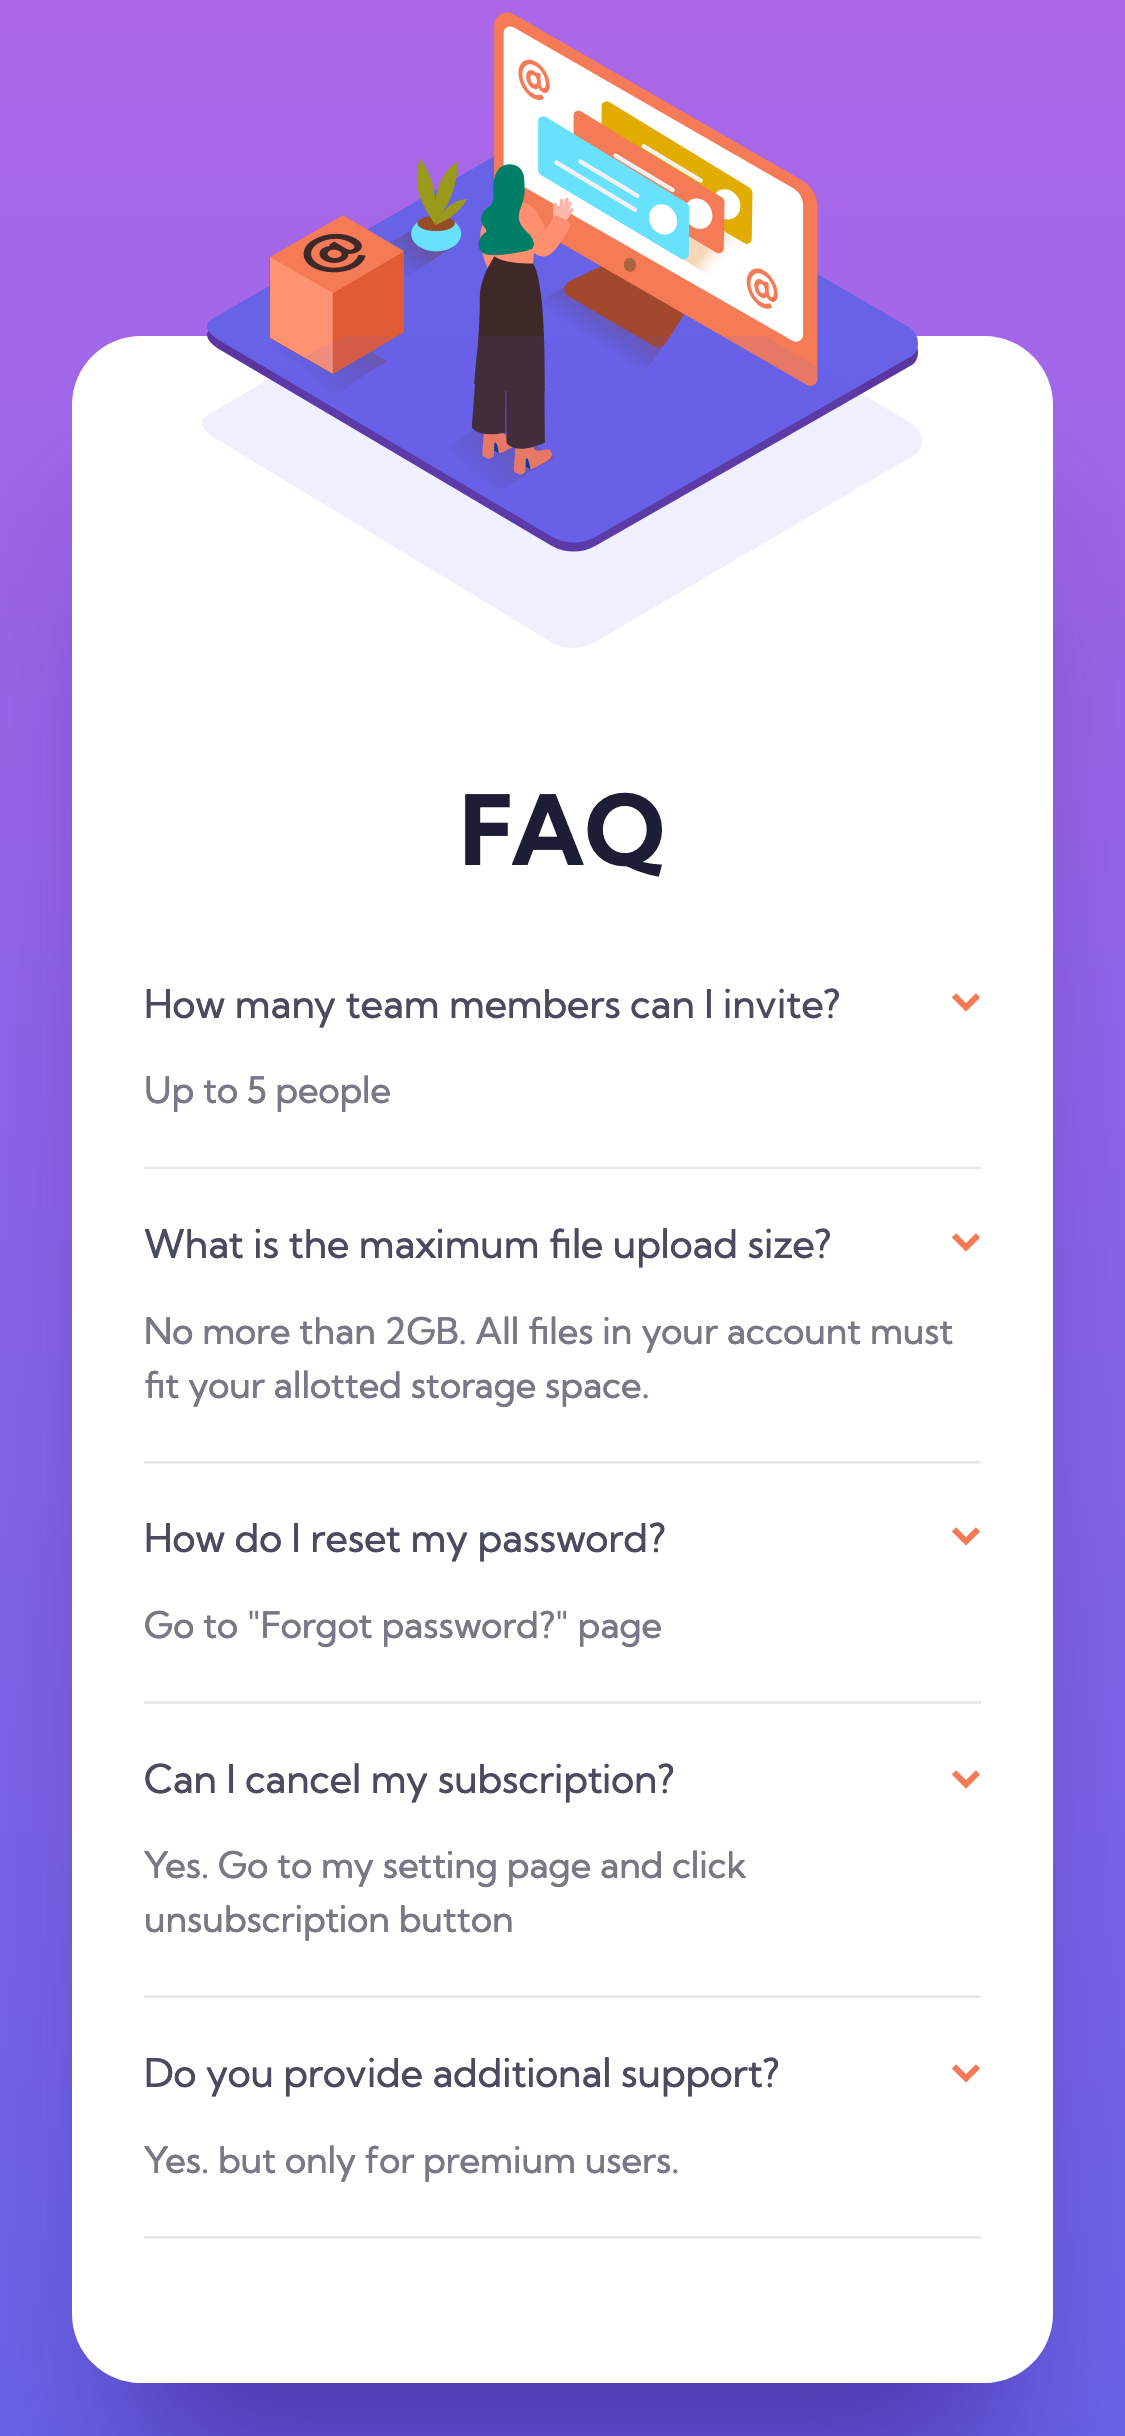 @
@
@
FAQ
How many team members can I invite?
Up to 5 people
What is the maximum file upload size?
No more than 2GB. All files in your account must
fit your allotted storage space.
How do I reset my password?
Go to "Forgot password?" page
Can I cancel my subscription?
Yes. Go to my setting page and click
unsubscription button
Do you provide additional support?
Yes. but only for premium users.